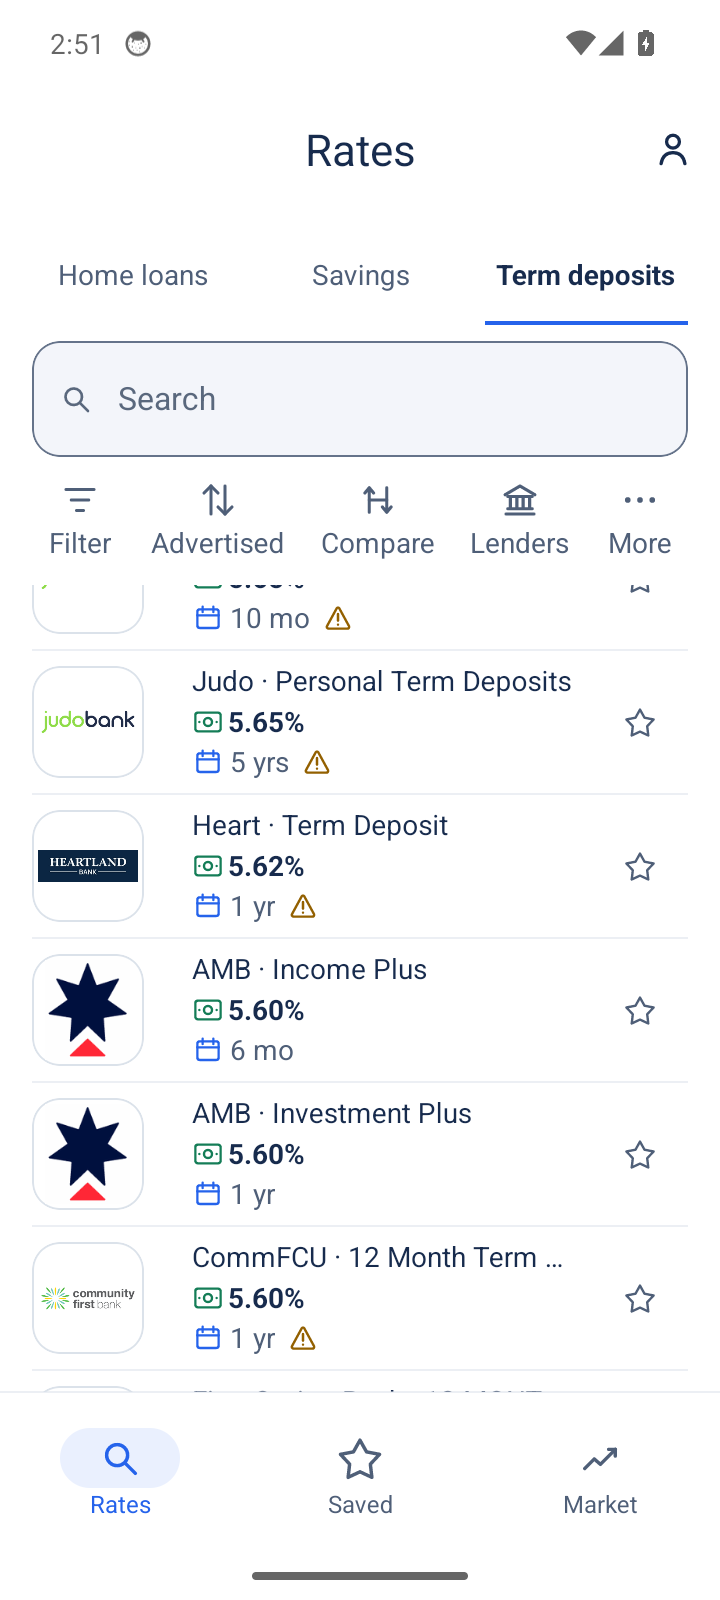 2:51
Rates
Home loans
Savings
Term deposits
Search
Filter
Advertised
Compare
Lenders
More
10 mo
Judo · Personal Term Deposits
judobank
5.65%
5 yrs
Heart · Term Deposit
HEARTLAND
BANK
5.62%
1 yr
AMB · Income Plus
5.60%
6 mo
AMB · Investment Plus
5.60%
1 yr
CommFCU · 12 Month Term ...
community
first bank
5.60%
1 yr
Rates
Saved
Market